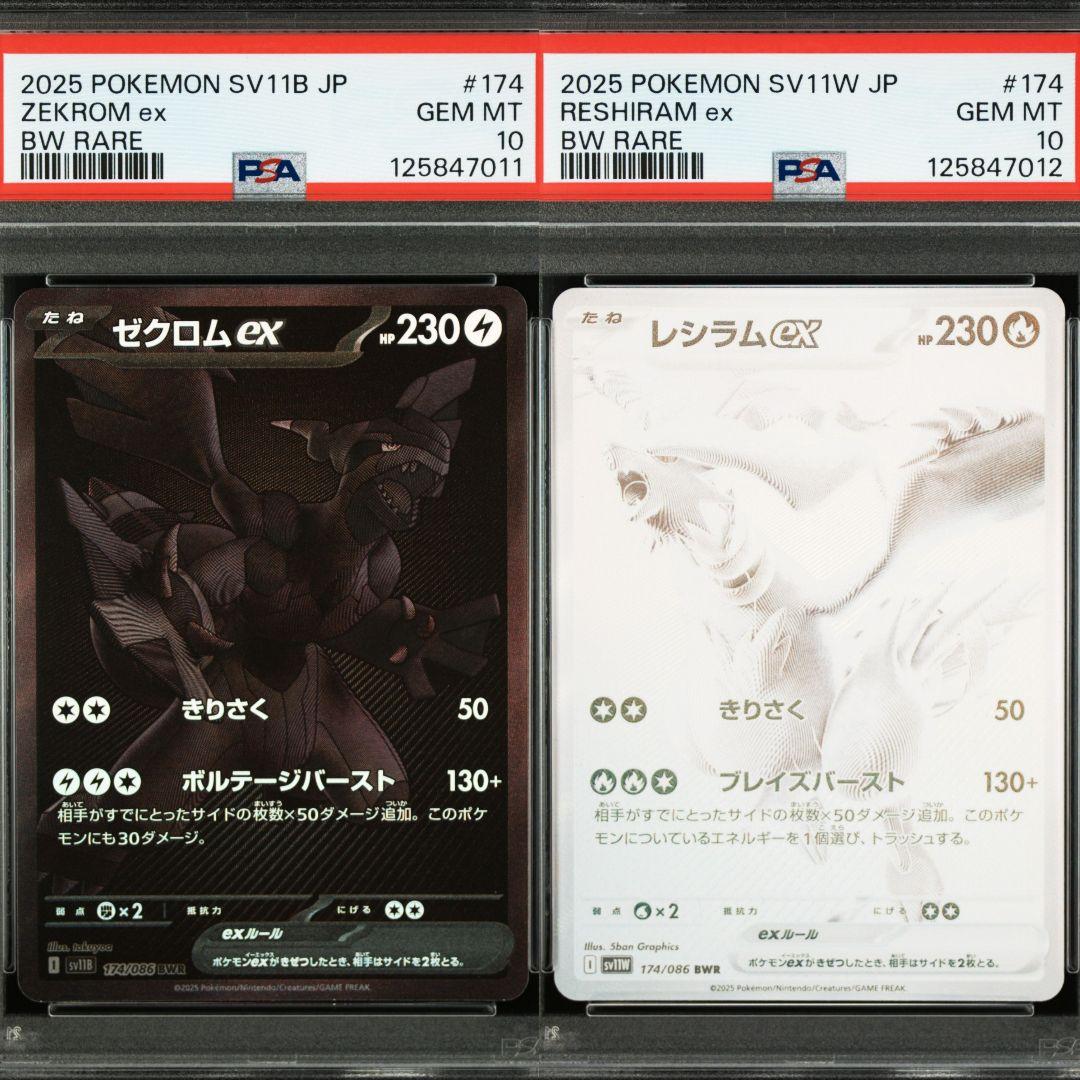 2025 POKEMON SV11B JP #174
ZEKROM ex GEM MT
BW RARE 10
PSA 125847011
たね ゼクロムex HP230
きりさく 50
ボルテージバースト 130+
相手がすでにとったサイドの枚数×50ダメージ追加。このポケ
モンにも30ダメージ。
弱点 ×2 抵抗力 にげる
exルール
ポケモンexがきぜつしたとき、相手はサイドを2枚とる。
Illus. takuyoa
I sv11B 174/086 BWR
©2025 Pokémon/Nintendo/Creatures/GAME FREAK.
2025 POKEMON SV11W JP #174
RESHIRAM ex GEM MT
BW RARE 10
PSA 125847012
たね レシラムex HP230
きりさく 50
ブレイズバースト 130+
相手がすでにとったサイドの枚数×50ダメージ追加。このポケ
モンについているエネルギーを1個選び、トラッシュする。
弱点 ×2 抵抗力 にげる
exルール
ポケモンexがきぜつしたとき、相手はサイドを2枚とる。
Illus. 5ban Graphics
I sv11W 174/086 BWR
©2025 Pokémon/Nintendo/Creatures/GAME FREAK.